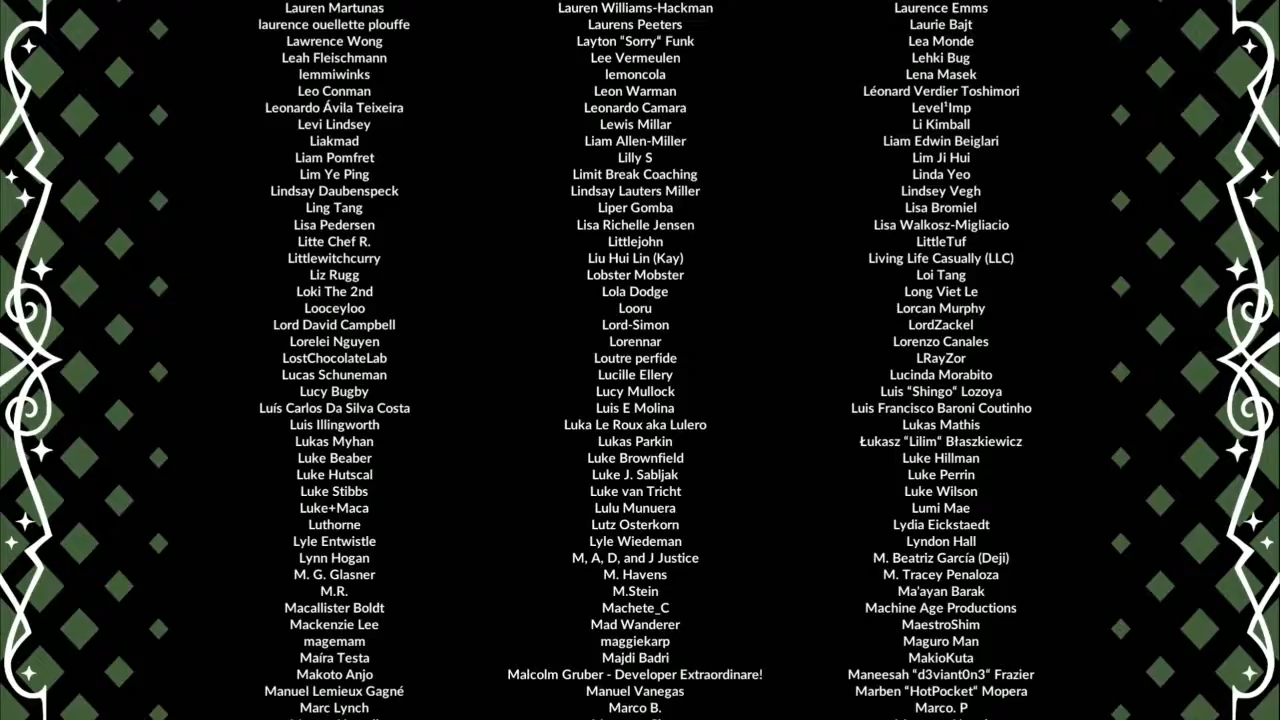 Lauren Martunas Lauren Williams-Hackman Laurence Emms
laurence ouellette plouffe Laurens Peeters Laurie Bajt
Lawrence Wong Layton "Sorry" Funk Lea Monde
Leah Fleischmann Lee Vermeulen Lehki Bug
lemmiwinks lemoncola Lena Masek
Leo Conman Leon Warman Léonard Verdier Toshimori
Leonardo Ávila Teixeira Leonardo Camara Level¹Imp
Levi Lindsey Lewis Millar Li Kimball
Liakmad Liam Allen-Miller Liam Edwin Beiglari
Liam Pomfret Lilly S Lim Ji Hui
Lim Ye Ping Limit Break Coaching Linda Yeo
Lindsay Daubenspeck Lindsay Lauters Miller Lindsey Vegh
Ling Tang Liper Gomba Lisa Bromiel
Lisa Pedersen Lisa Richelle Jensen Lisa Walkosz-Migliacio
Litte Chef R. Littlejohn LittleTuf
Littlewitchcurry Liu Hui Lin (Kay) Living Life Casually (LLC)
Liz Rugg Lobster Mobster Loi Tang
Loki The 2nd Lola Dodge Long Viet Le
Looceyloo Looru Lorcan Murphy
Lord David Campbell Lord-Simon LordZackel
Lorelei Nguyen Lorennar Lorenzo Canales
LostChocolateLab Loutre perfide LRayZor
Lucas Schuneman Lucille Ellery Lucinda Morabito
Lucy Bugby Lucy Mullock Luis "Shingo" Lozoya
Luís Carlos Da Silva Costa Luis E Molina Luis Francisco Baroni Coutinho
Luis Illingworth Luka Le Roux aka Lulero Lukas Mathis
Lukas Myhan Lukas Parkin Łukasz "Lilim" Błaszkiewicz
Luke Beaber Luke Brownfield Luke Hillman
Luke Hutscal Luke J. Sabljak Luke Perrin
Luke Stibbs Luke van Tricht Luke Wilson
Luke+Maca Lulu Munuera Lumi Mae
Luthorne Lutz Osterkorn Lydia Eickstaedt
Lyle Entwistle Lyle Wiedeman Lyndon Hall
Lynn Hogan M, A, D, and J Justice M. Beatriz García (Deji)
M. G. Glasner M. Havens M. Tracey Penaloza
M.R. M.Stein Ma'ayan Barak
Macallister Boldt Machete_C Machine Age Productions
Mackenzie Lee Mad Wanderer MaestroShim
magemam maggiekarp Maguro Man
Maíra Testa Majdi Badri MakioKuta
Makoto Anjo Malcolm Gruber - Developer Extraordinare! Maneesah "d3viant0n3" Frazier
Manuel Lemieux Gagné Manuel Vanegas Marben "HotPocket" Mopera
Marc Lynch Marco B. Marco. P